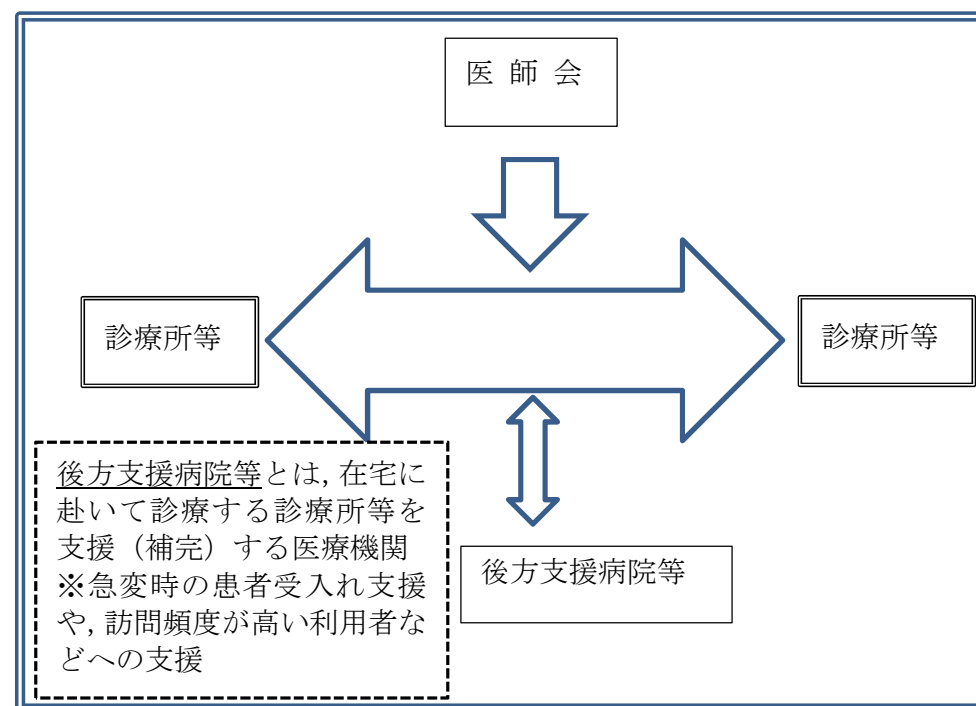 医 師 会
診療所等
診療所等
後方支援病院等とは,在宅に
赴いて診療する診療所等を
支援（補完）する医療機関
※急変時の患者受入れ支援
や,訪問頻度が高い利用者な
どへの支援
後方支援病院等